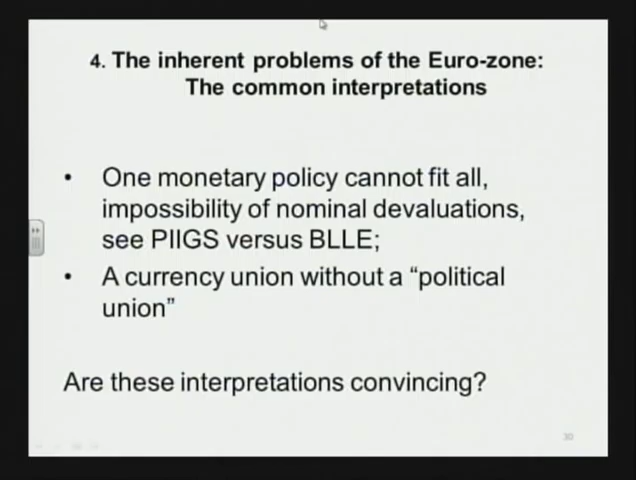 4. The inherent problems of the Euro-zone:
The common interpretations
• One monetary policy cannot fit all,
impossibility of nominal devaluations,
see PIIGS versus BLLE;
• A currency union without a “political
union”
Are these interpretations convincing?
30